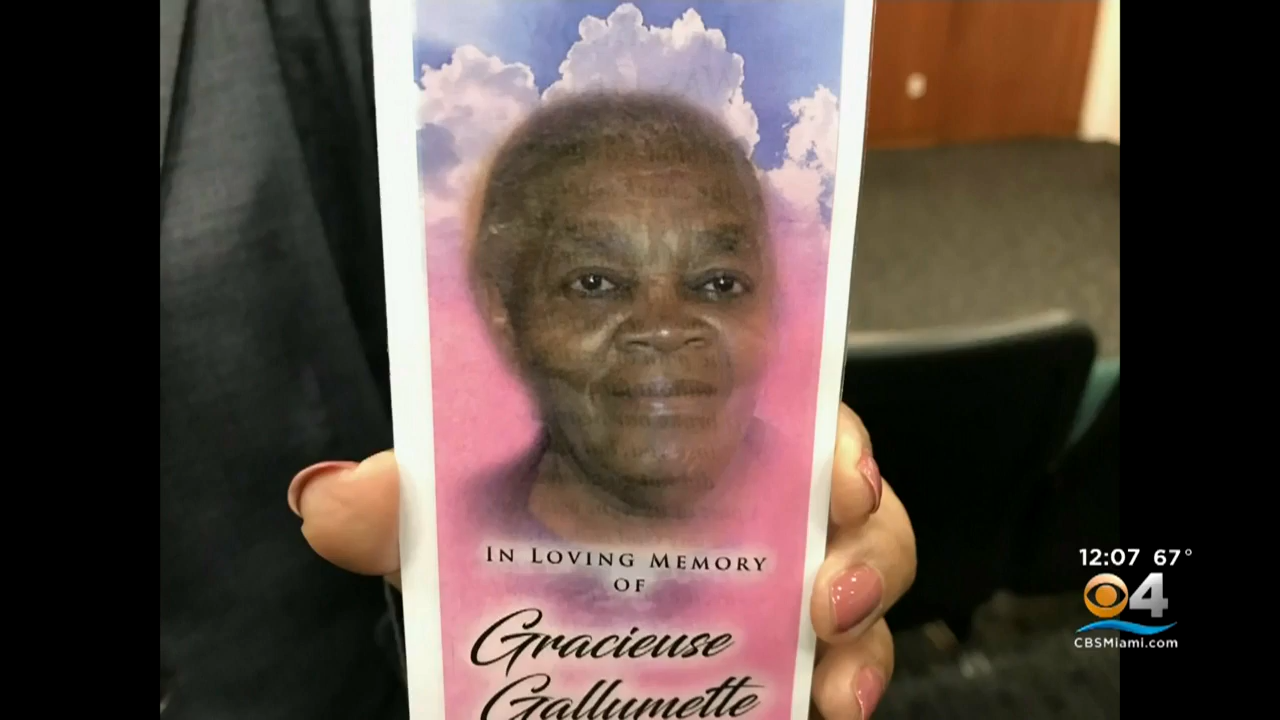 In Loving Memory
of
Gracieuse
Gallumette
12:07 67°
4
CBSMiami.com